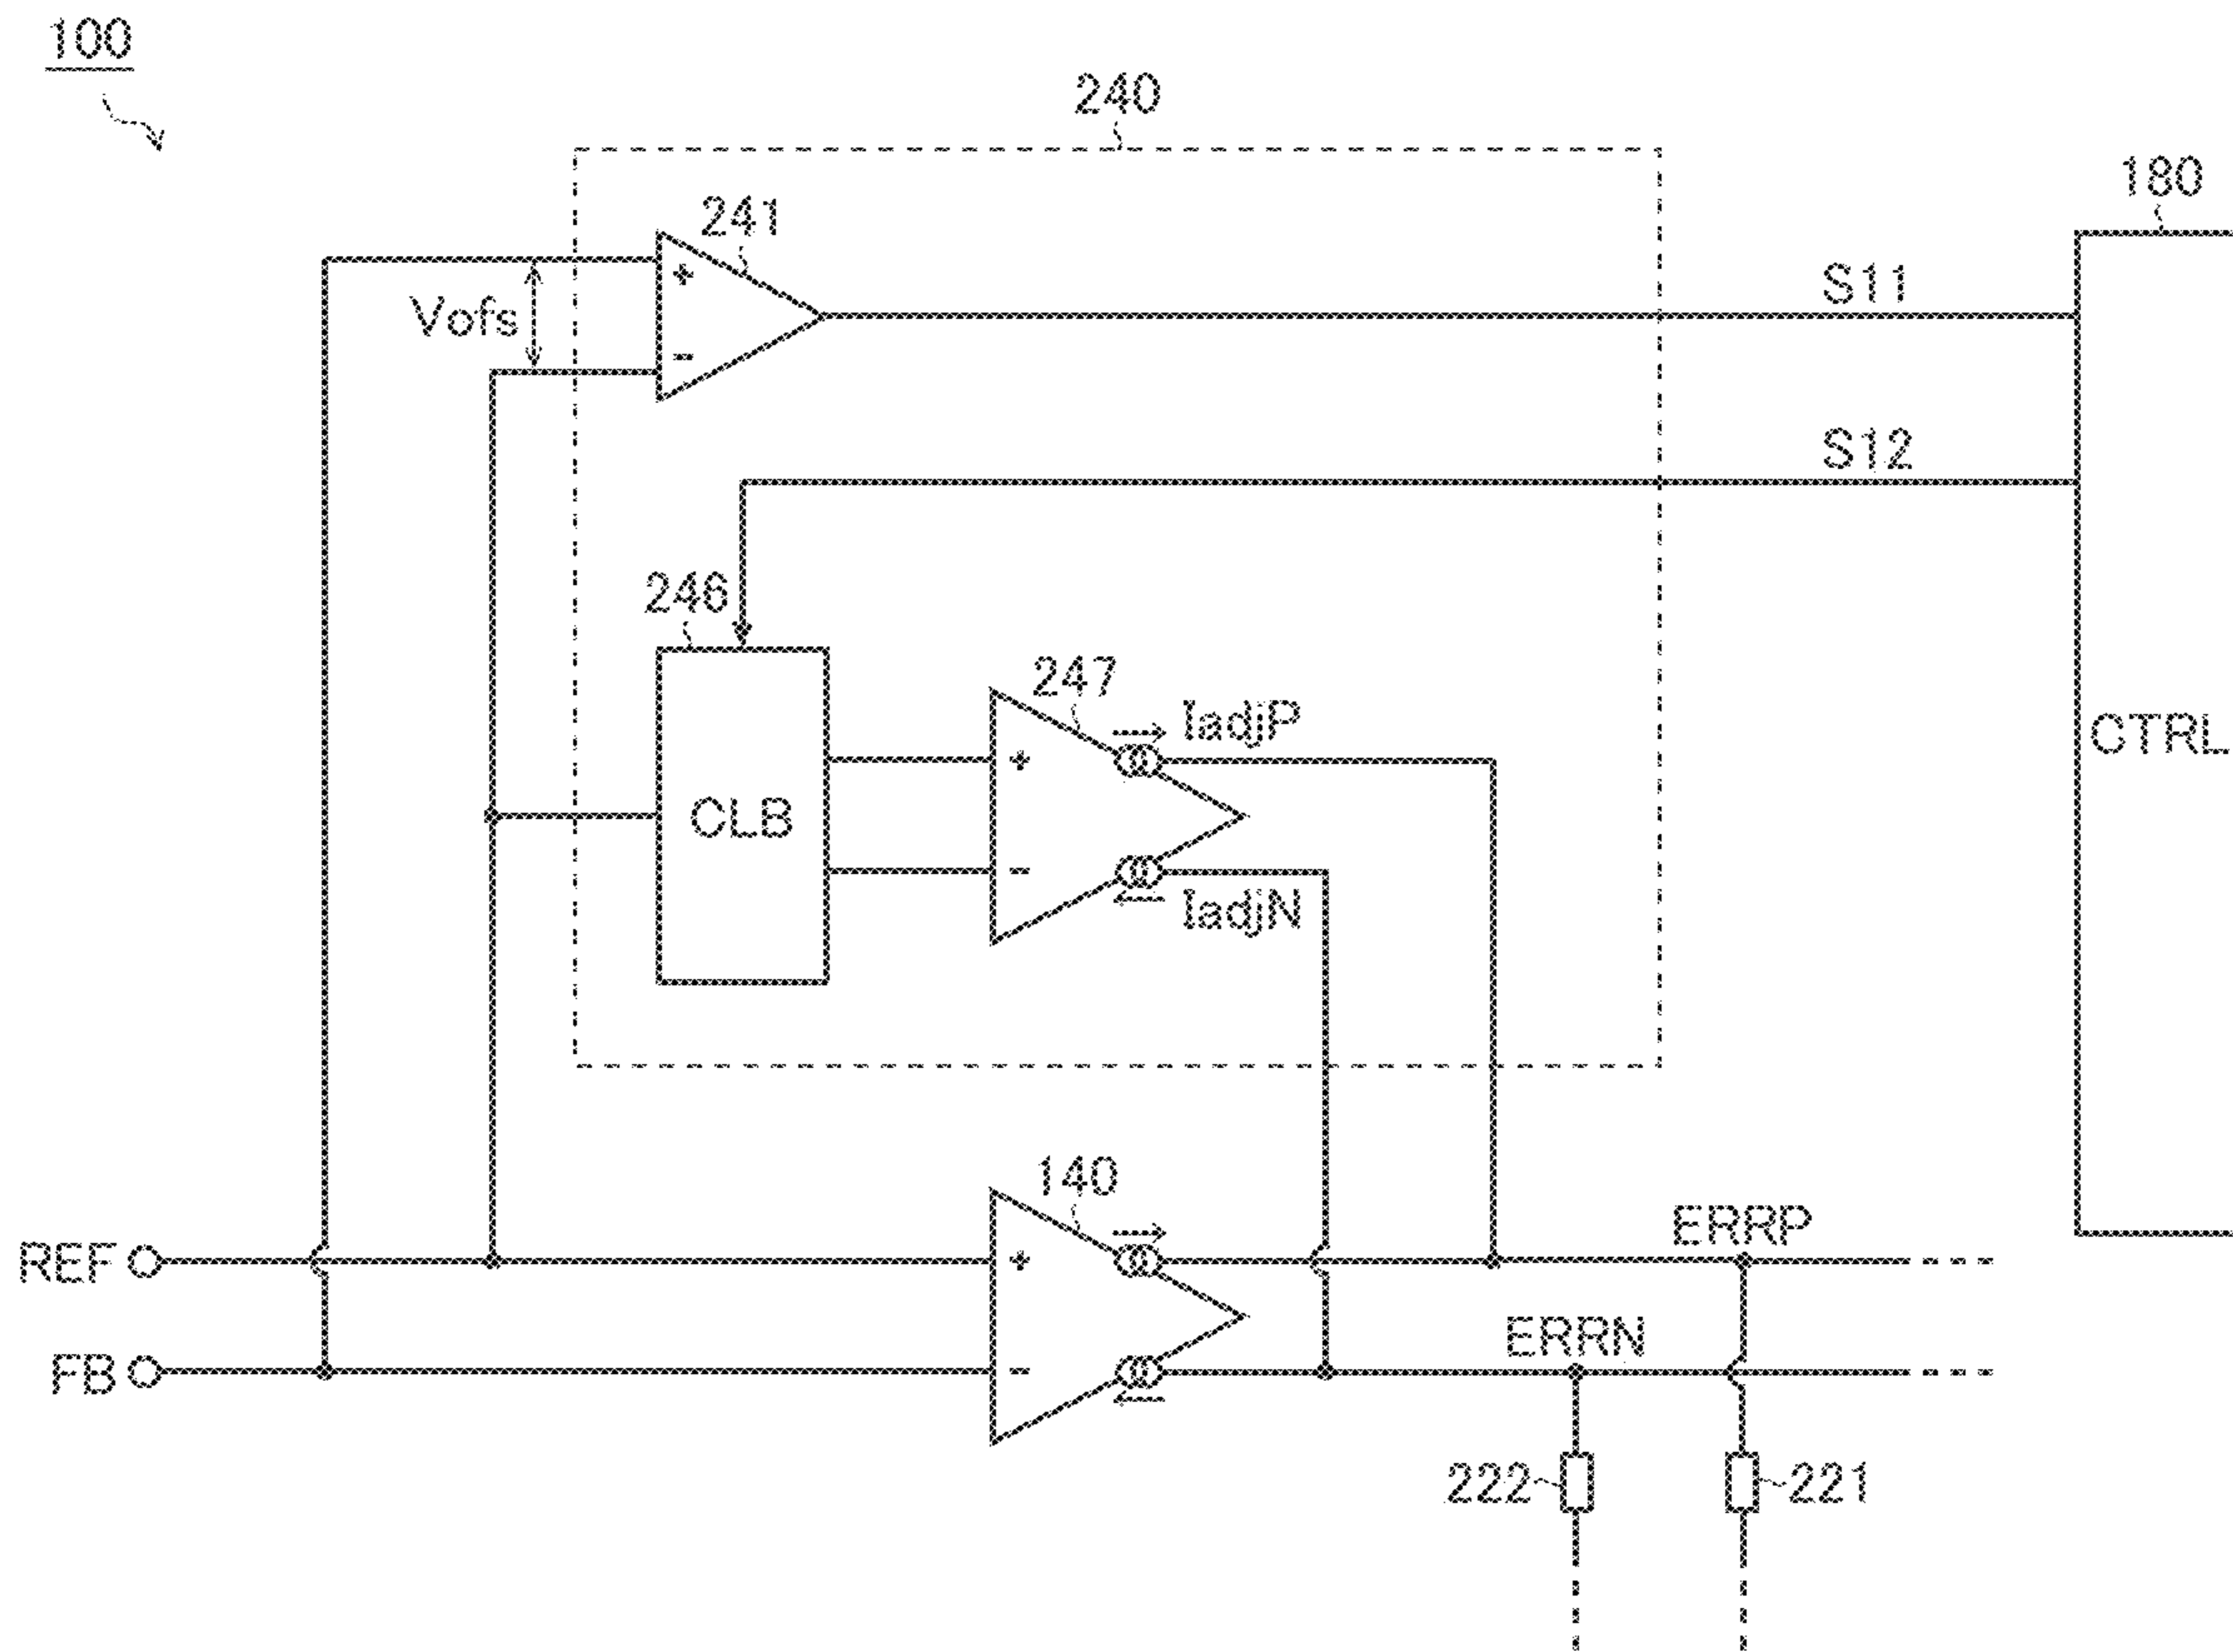 100
240
180
241
S11
Vofs
S12
246
247
IadjP
CTRL
CLB
IadjN
140
ERRP
REF
ERRN
FB
222
221